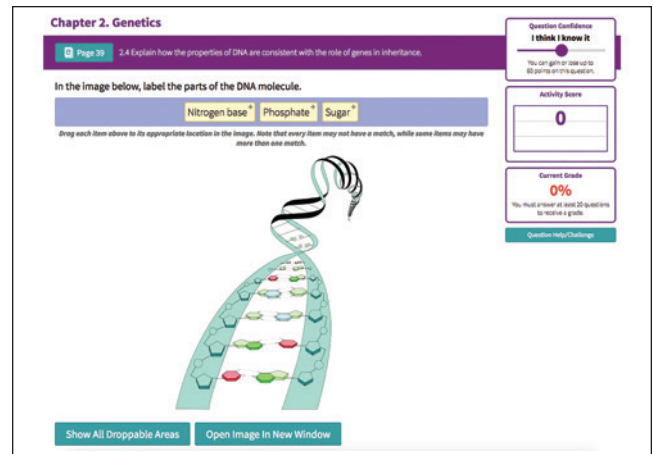 Chapter 2. Genetics
Page 39
2.4 Explain how the properties of DNA are consistent with the role of genes in inheritance.
In the image below, label the parts of the DNA molecule.
Nitrogen base+ Phosphate+ Sugar+
Drag each item above to its appropriate location in the image. Note that every item may not have a match, while some items may have
more than one match.
Show All Droppable Areas
Open Image In New Window
Question Confidence
I think I know it
You can gain or lose up to
60 points on this question.
Activity Score
0
Current Grade
0%
You must answer at least 20 questions
to receive a grade.
Question Help/Challenge